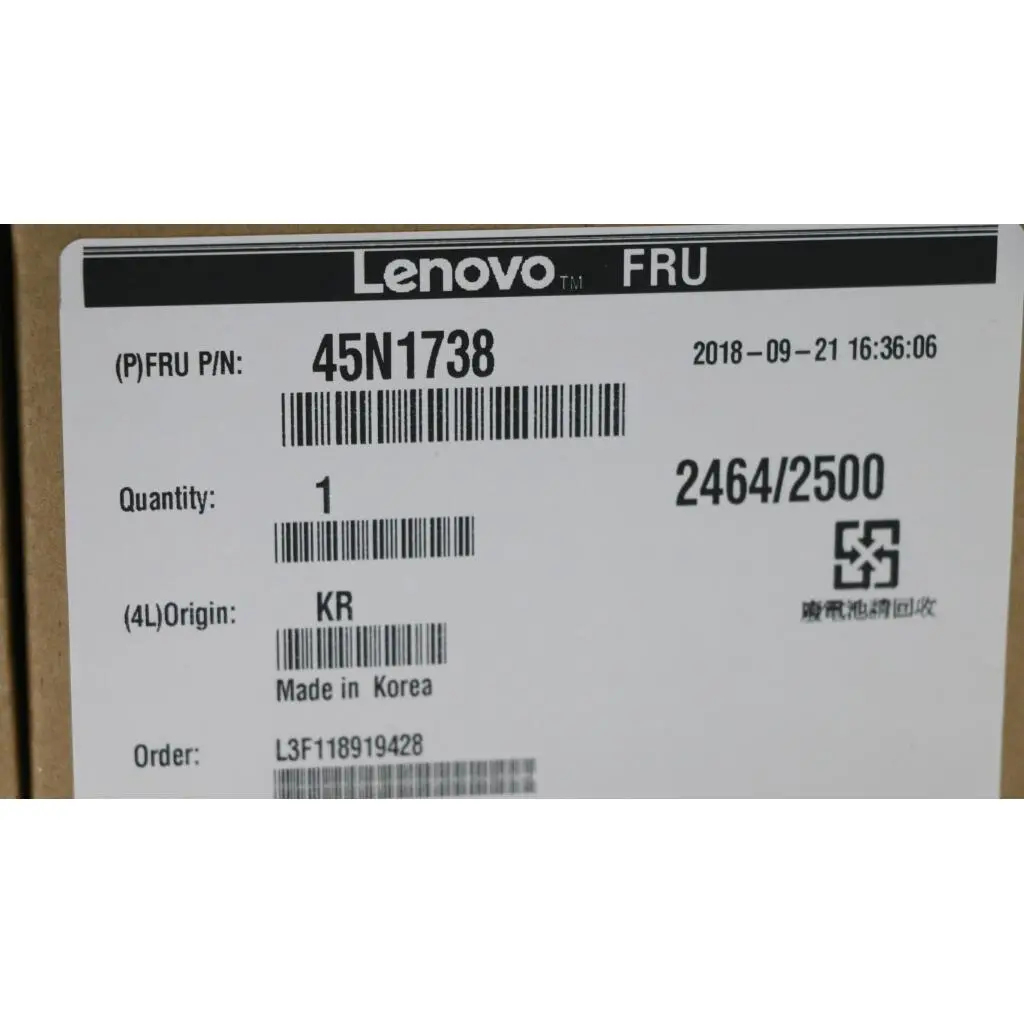 Lenovo™ FRU
(P)FRU P/N: 45N1738 2018-09-21 16:36:06
Quantity: 1 2464/2500
(4L)Origin: KR
廢電池請回收
Made in Korea
Order: L3F118919428